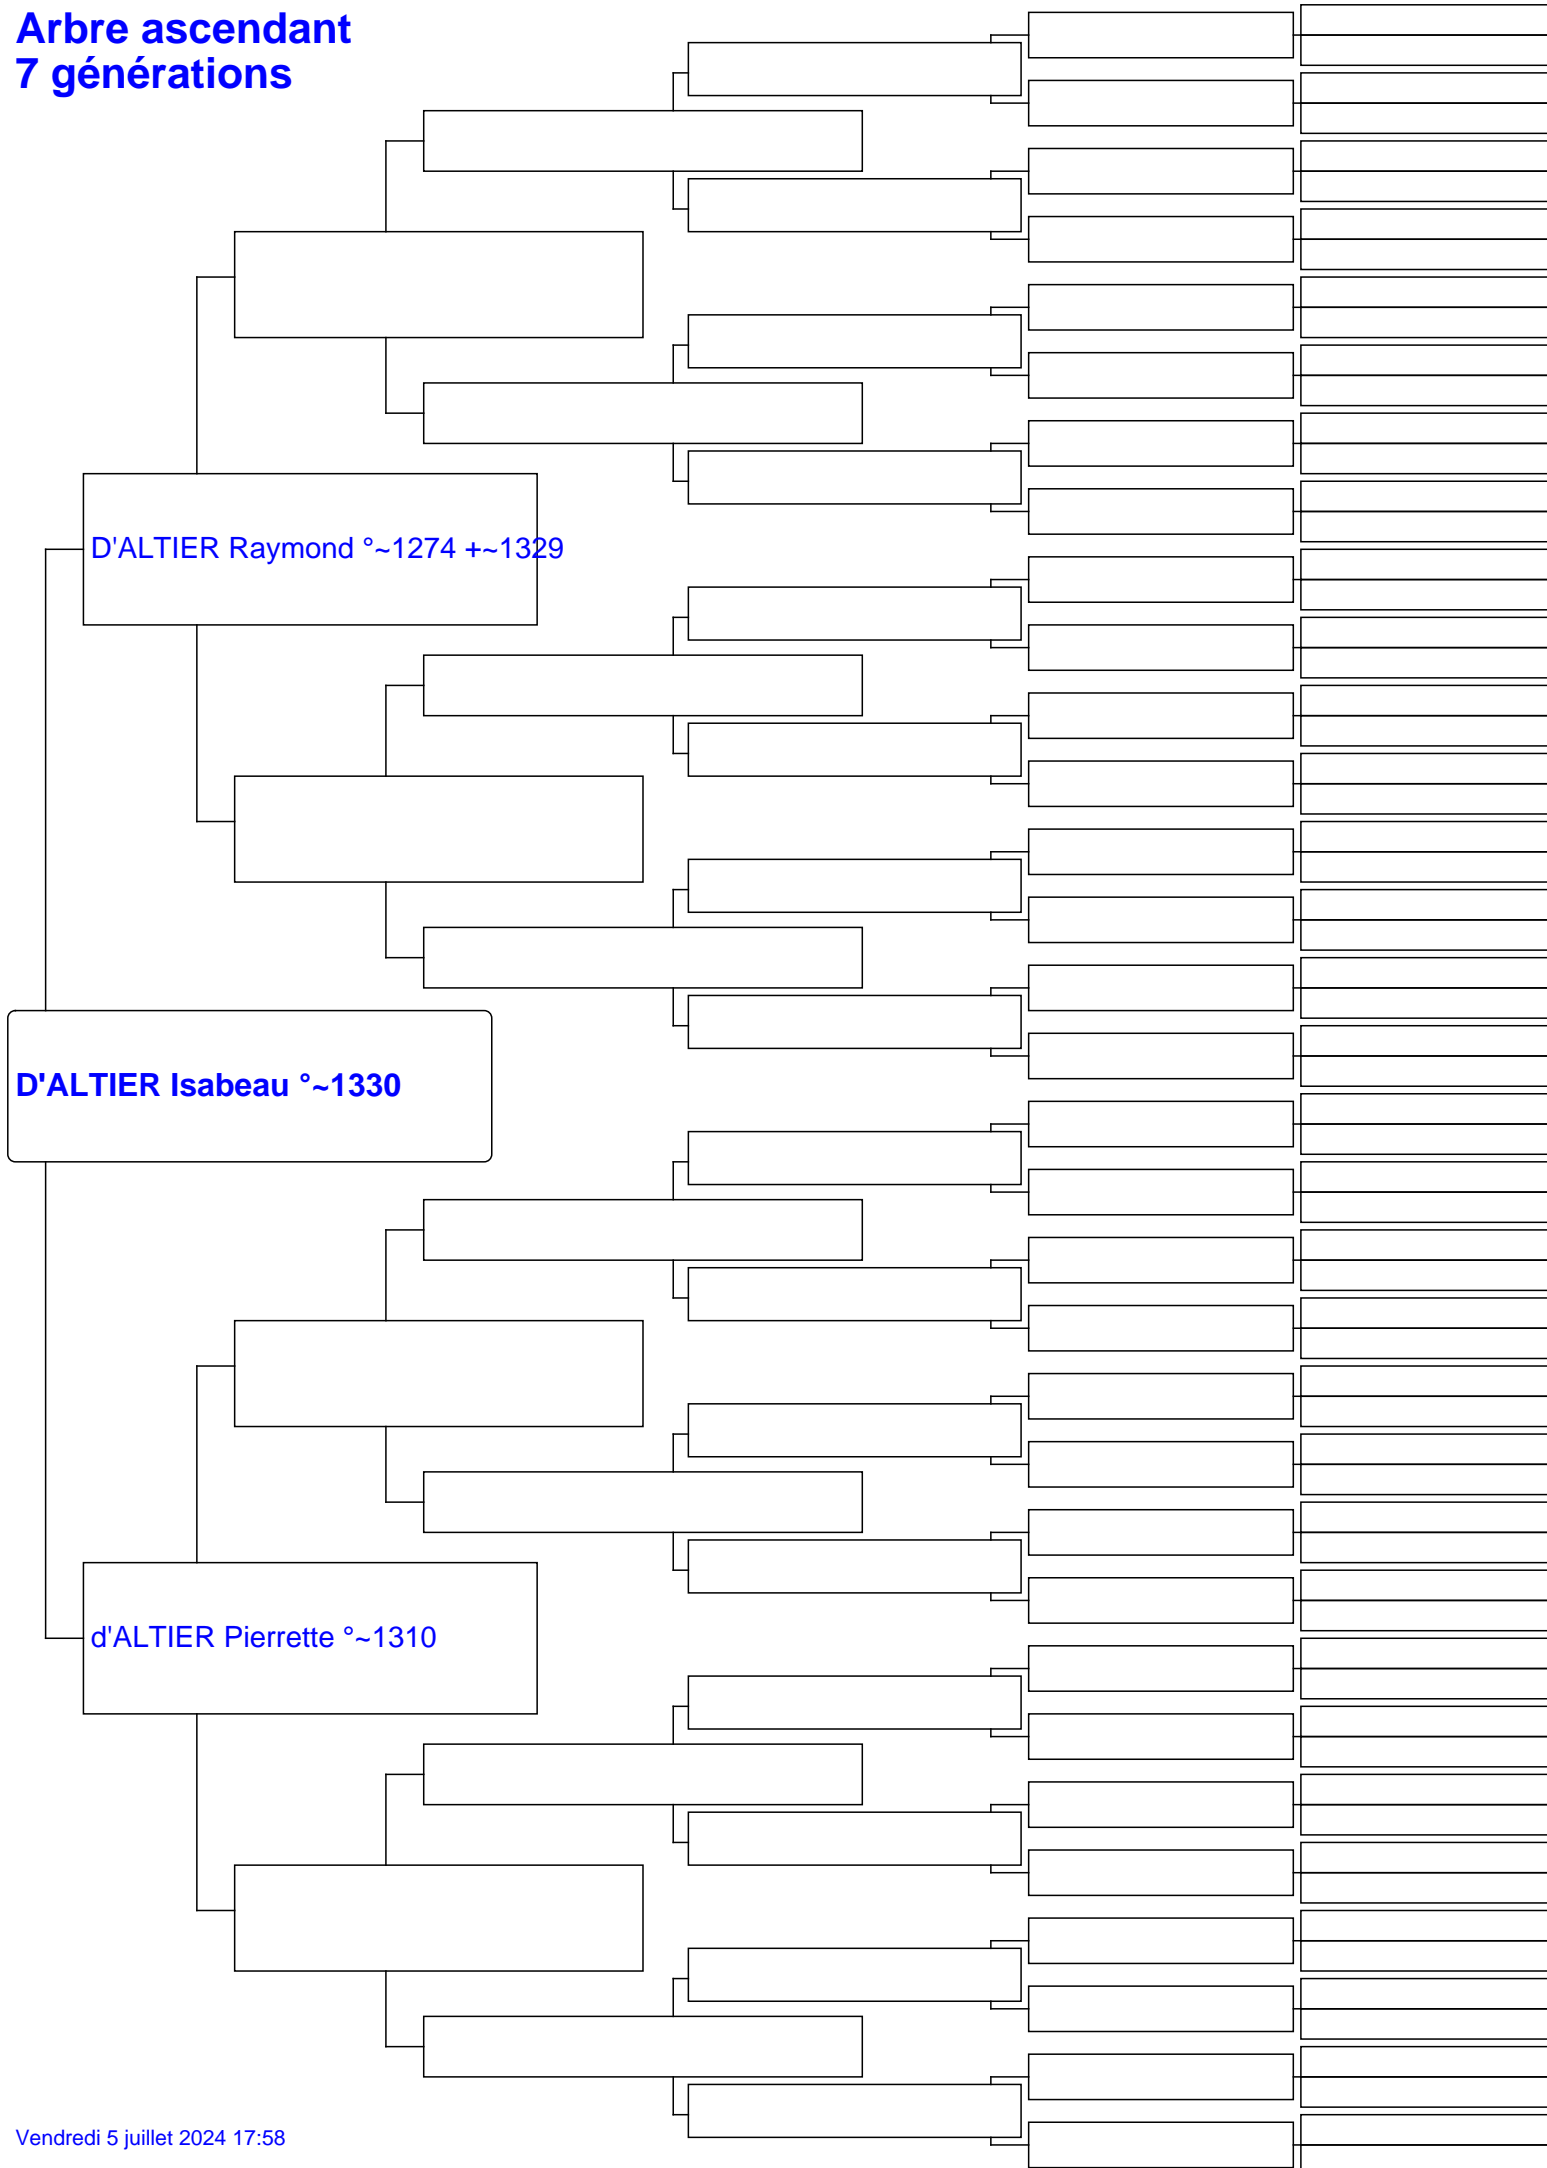 Arbre ascendant
7 générations
D'ALTIER Raymond °~1274 +~1329
D'ALTIER Isabeau °~1330
d'ALTIER Pierrette °~1310
Vendredi 5 juillet 2024 17:58